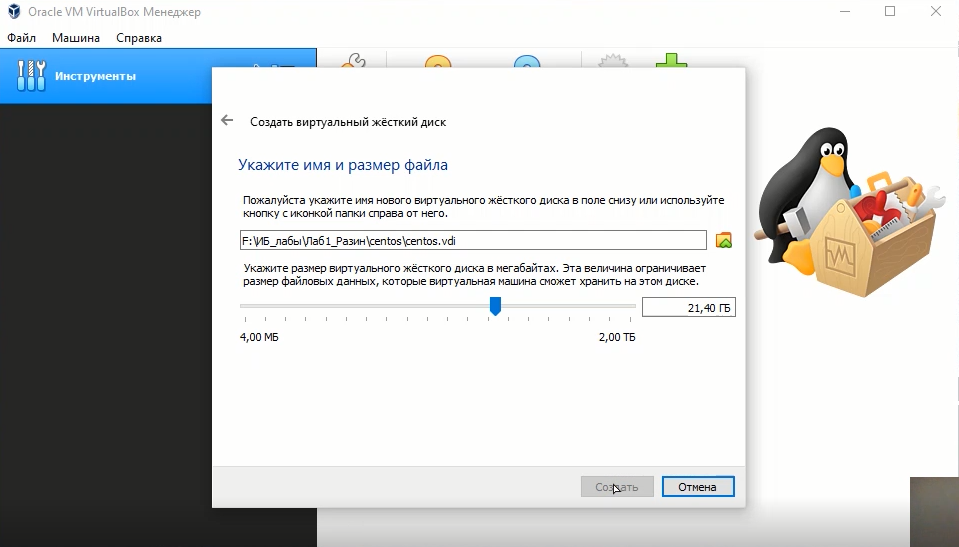 Oracle VM VirtualBox Менеджер
Файл Машина Справка
Инструменты
Создать виртуальный жёсткий диск
Укажите имя и размер файла
Пожалуйста укажите имя нового виртуального жёсткого диска в поле снизу или используйте
кнопку с иконкой папки справа от него.
F:\ИБ_лабы\Лаб1_Разин\centos\centos.vdi
Укажите размер виртуального жёсткого диска в мегабайтах. Эта величина ограничивает
размер файловых данных, которые виртуальная машина сможет хранить на этом диске.
21,40 ГБ
4,00 МБ 2,00 ТБ
Создать Отмена